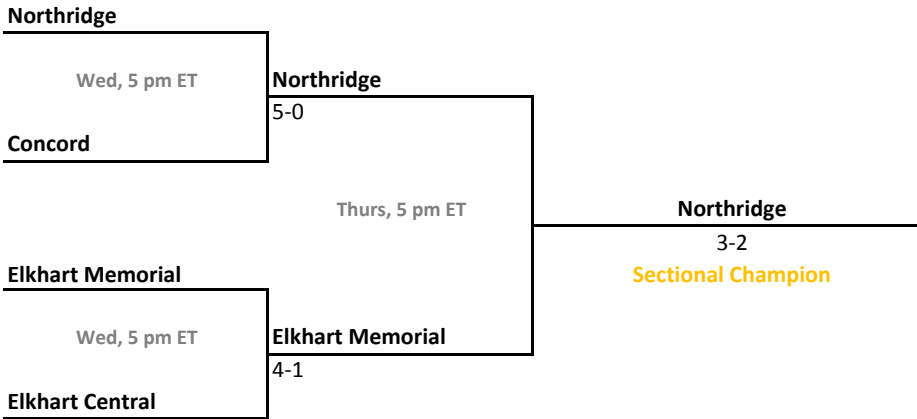 Northridge
Wed, 5 pm ET
Northridge
5-0
Concord
Thurs, 5 pm ET
Northridge
3-2
Sectional Champion
Elkhart Memorial
Wed, 5 pm ET
Elkhart Memorial
4-1
Elkhart Central